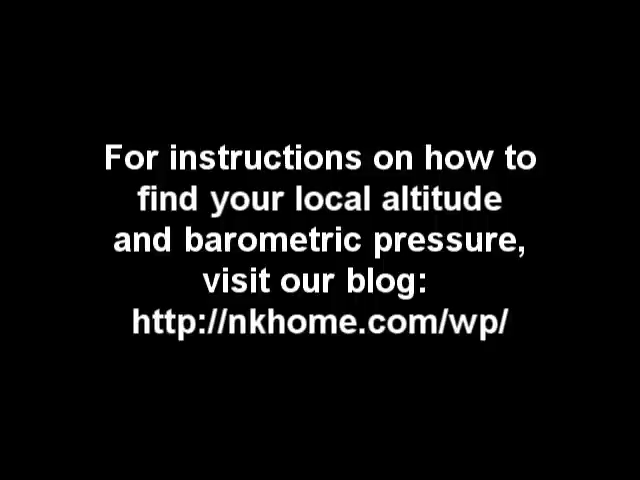 For instructions on how to
find your local altitude
and barometric pressure,
visit our blog:
http://nkhome.com/wp/